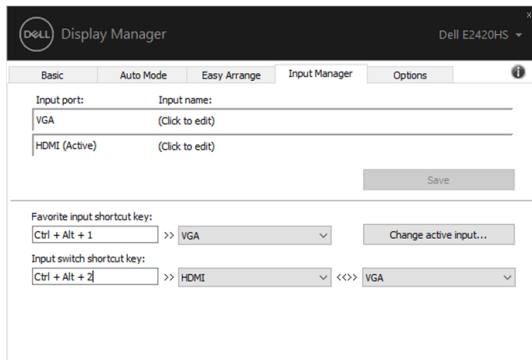 DELL Display Manager Dell E2420HS
Basic Auto Mode Easy Arrange Input Manager Options
Input port: Input name:
VGA (Click to edit)
HDMI (Active) (Click to edit)
Save
Favorite input shortcut key:
Ctrl + Alt + 1 >> VGA Change active input...
Input switch shortcut key:
Ctrl + Alt + 2 >> HDMI <<>> VGA